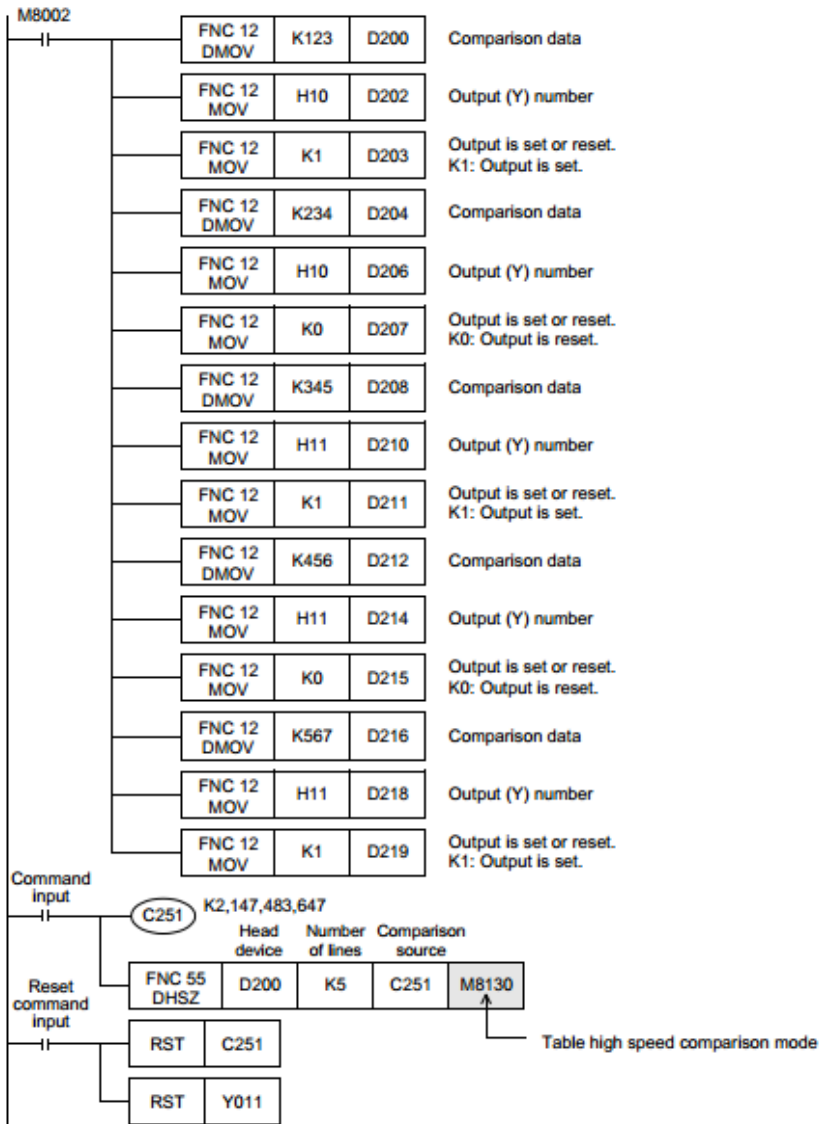 M8002
FNC 12 DMOV K123 D200 Comparison data
FNC 12 MOV H10 D202 Output (Y) number
FNC 12 MOV K1 D203 Output is set or reset. K1: Output is set.
FNC 12 DMOV K234 D204 Comparison data
FNC 12 MOV H10 D206 Output (Y) number
FNC 12 MOV K0 D207 Output is set or reset. K0: Output is reset.
FNC 12 DMOV K345 D208 Comparison data
FNC 12 MOV H11 D210 Output (Y) number
FNC 12 MOV K1 D211 Output is set or reset. K1: Output is set.
FNC 12 DMOV K456 D212 Comparison data
FNC 12 MOV H11 D214 Output (Y) number
FNC 12 MOV K0 D215 Output is set or reset. K0: Output is reset.
FNC 12 DMOV K567 D216 Comparison data
FNC 12 MOV H11 D218 Output (Y) number
FNC 12 MOV K1 D219 Output is set or reset. K1: Output is set.
Command input
C251 K2,147,483,647
Head device Number of lines Comparison source
FNC 55 DHSZ D200 K5 C251 M8130
Reset command input
RST C251
Table high speed comparison mode
RST Y011